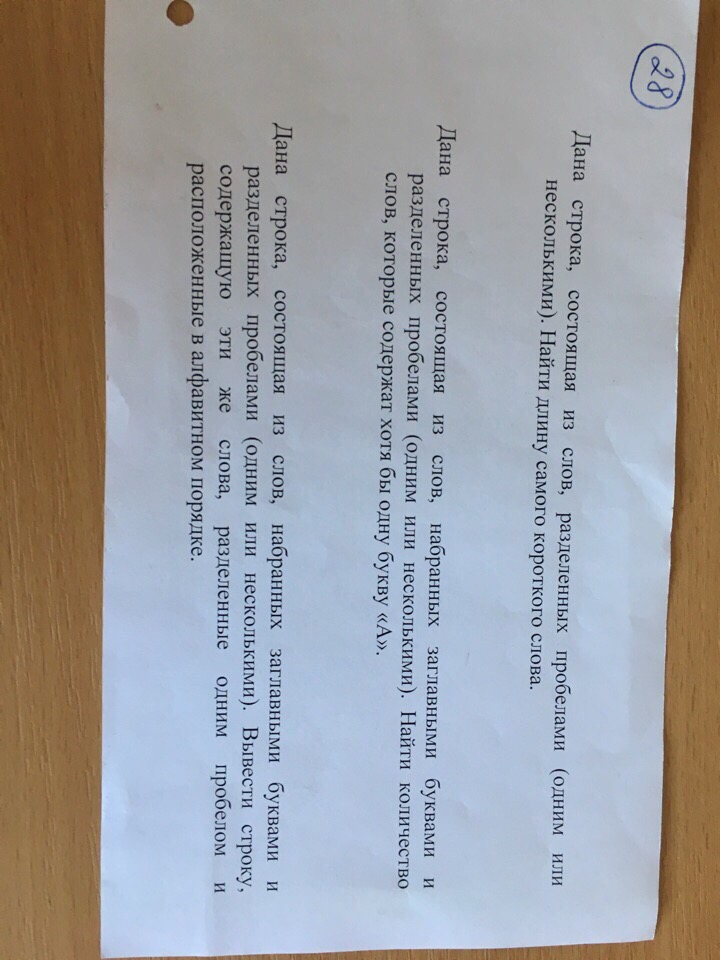 28
Дана строка, состоящая из слов, разделенных пробелами (одним или
несколькими). Найти длину самого короткого слова.
Дана строка, состоящая из слов, набранных заглавными буквами и
разделенных пробелами (одним или несколькими). Найти количество
слов, которые содержат хотя бы одну букву «А».
Дана строка, состоящая из слов, набранных заглавными буквами и
разделенных пробелами (одним или несколькими). Вывести строку,
содержащую эти же слова, разделенные одним пробелом и
расположенные в алфавитном порядке.